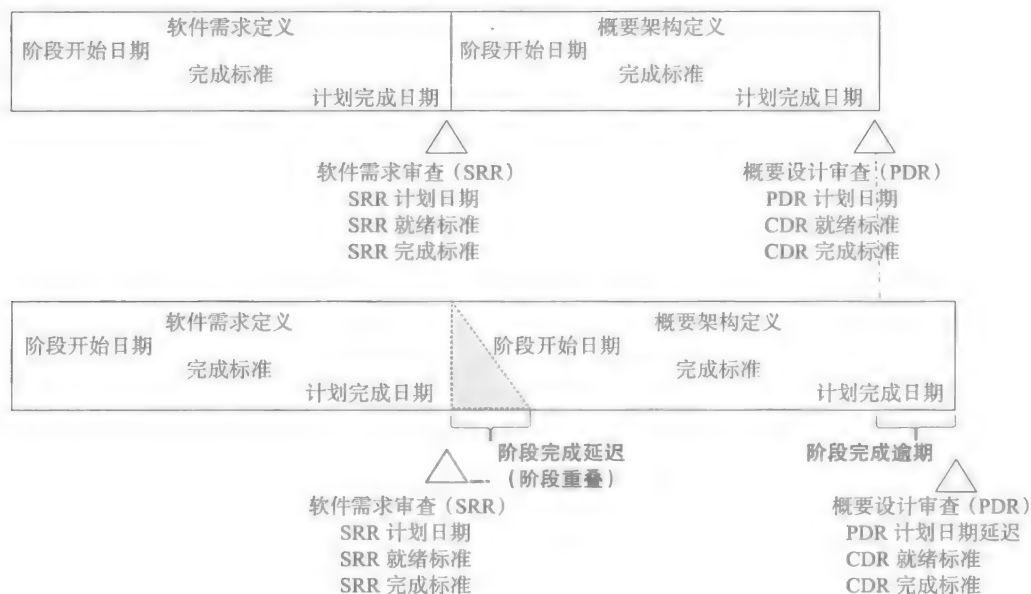 软件需求定义
概要架构定义
阶段开始日期
阶段开始日期
完成标准
完成标准
计划完成日期
计划完成日期
软件需求审查(SRR)
概要设计审查(PDR)
SRR 计划日期
PDR 计划日期
SRR 就绪标准
CDR 就绪标准
SRR 完成标准
CDR 完成标准
软件需求定义
概要架构定义
阶段开始日期
阶段开始日期
完成标准
完成标准
计划完成日期
计划完成日期
阶段完成延迟
(阶段重叠)
阶段完成逾期
软件需求审查(SRR)
概要设计审查(PDR)
SRR 计划日期
PDR 计划日期延迟
SRR 就绪标准
CDR 就绪标准
SRR 完成标准
CDR 完成标准